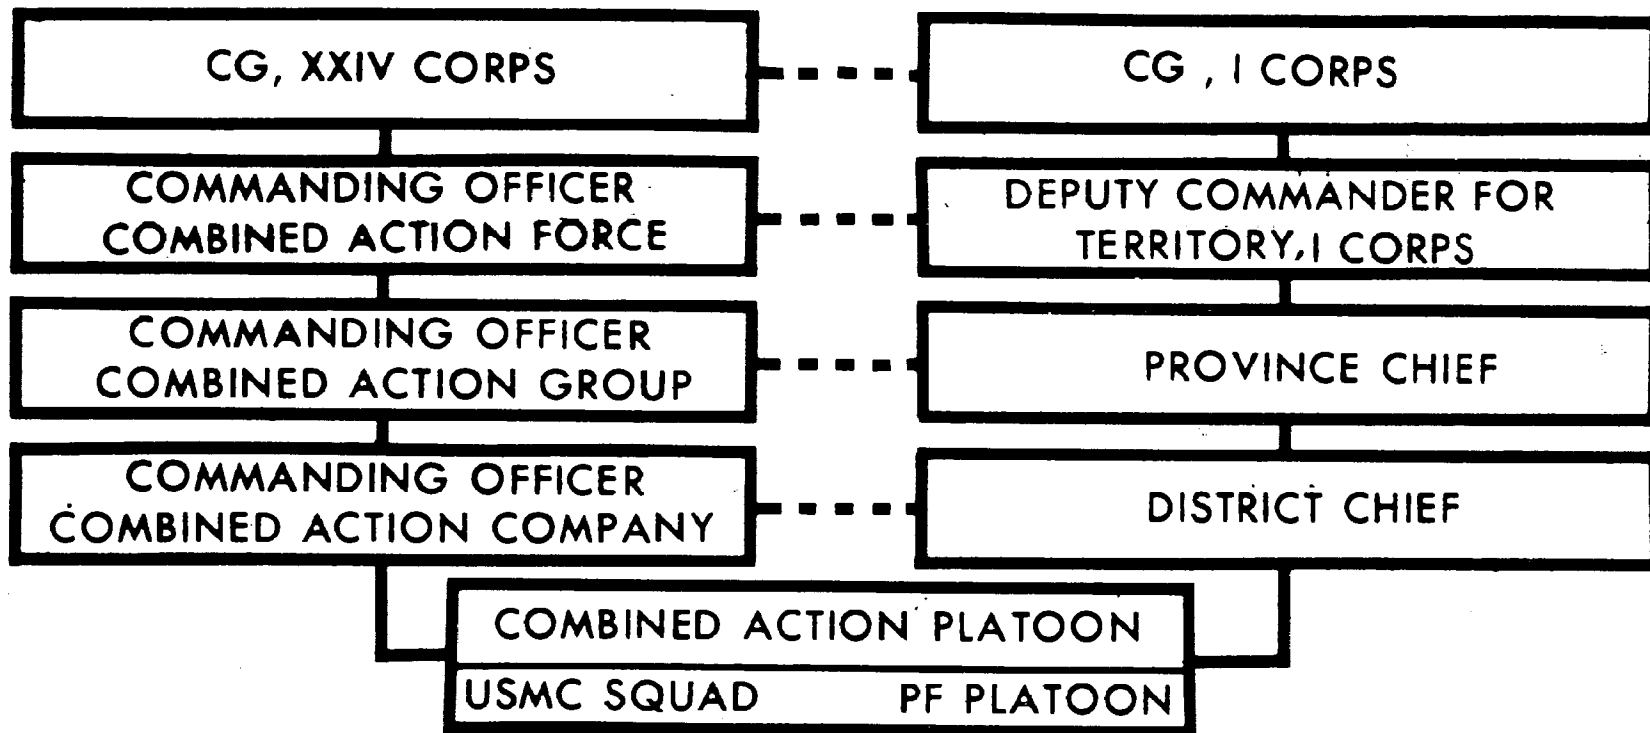 CG, XXIV CORPS
CG , I CORPS
COMMANDING OFFICER
COMBINED ACTION FORCE
DEPUTY COMMANDER FOR
TERRITORY, I CORPS
COMMANDING OFFICER
COMBINED ACTION GROUP
PROVINCE CHIEF
COMMANDING OFFICER
COMBINED ACTION COMPANY
DISTRICT CHIEF
COMBINED ACTION PLATOON
USMC SQUAD PF PLATOON